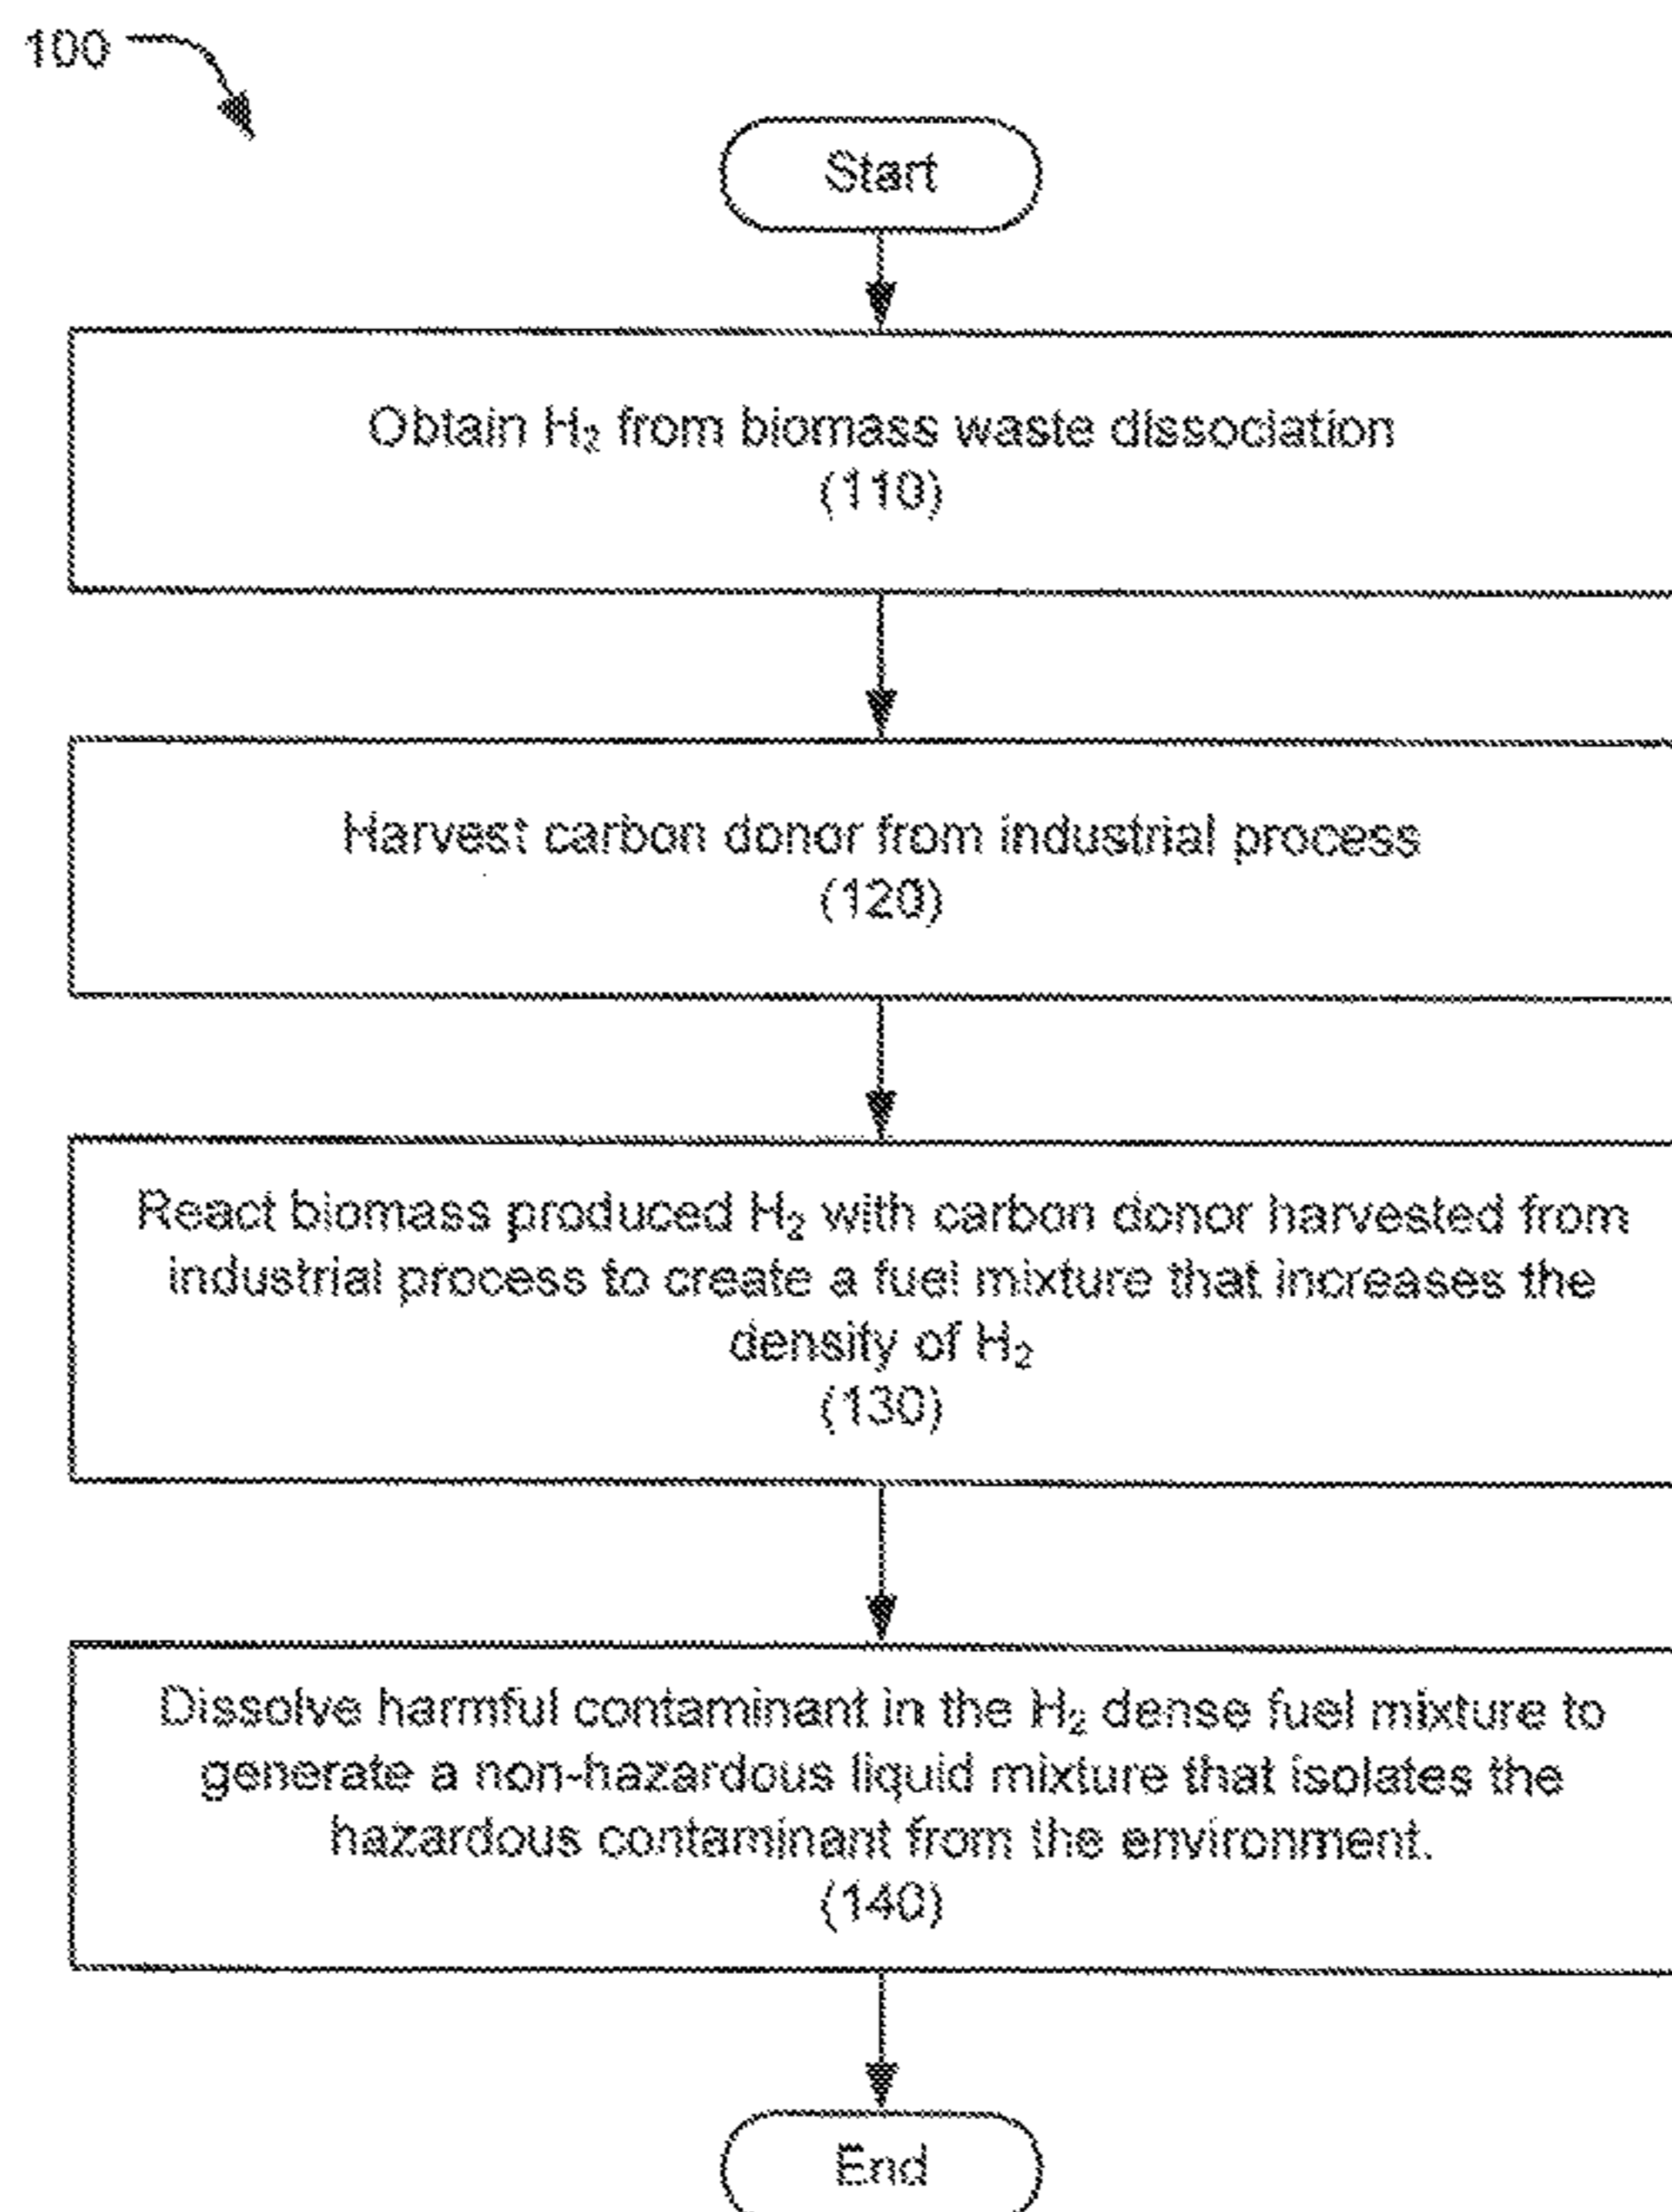 100
Start
Obtain H₂ from biomass waste dissociation
(110)
Harvest carbon donor from industrial process
(120)
React biomass produced H₂ with carbon donor harvested from
industrial process to create a fuel mixture that increases the
density of H₂
(130)
Dissolve harmful contaminant in the H₂ dense fuel mixture to
generate a non-hazardous liquid mixture that isolates the
hazardous contaminant from the environment.
(140)
End